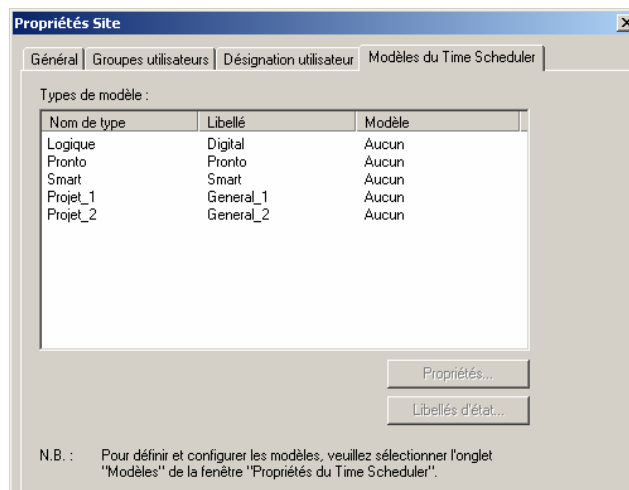 Propriétés Site
Général Groupes utilisateurs Désignation utilisateur Modèles du Time Scheduler
Types de modèle :
Nom de type Libellé Modèle
Logique Digital Aucun
Pronto Pronto Aucun
Smart Smart Aucun
Projet_1 General_1 Aucun
Projet_2 General_2 Aucun
Propriétés...
Libellés d'état...
N.B. : Pour définir et configurer les modèles, veuillez sélectionner l'onglet
"Modèles" de la fenêtre "Propriétés du Time Scheduler".